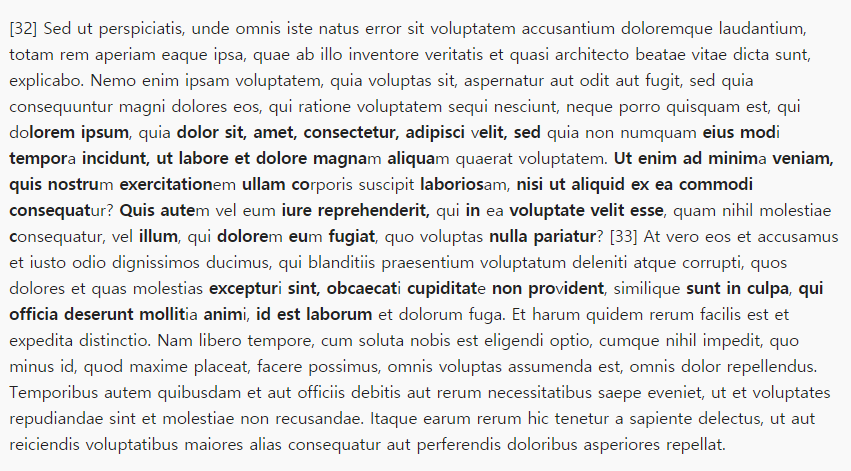 [32] Sed ut perspiciatis, unde omnis iste natus error sit voluptatem accusantium doloremque laudantium,
totam rem aperiam eaque ipsa, quae ab illo inventore veritatis et quasi architecto beatae vitae dicta sunt,
explicabo. Nemo enim ipsam voluptatem, quia voluptas sit, aspernatur aut odit aut fugit, sed quia
consequuntur magni dolores eos, qui ratione voluptatem sequi nesciunt, neque porro quisquam est, qui
dolorem ipsum, quia dolor sit, amet, consectetur, adipisci velit, sed quia non numquam eius modi
tempora incidunt, ut labore et dolore magnam aliquam quaerat voluptatem. Ut enim ad minima veniam,
quis nostrum exercitationem ullam corporis suscipit laboriosam, nisi ut aliquid ex ea commodi
consequatur? Quis autem vel eum iure reprehenderit, qui in ea voluptate velit esse, quam nihil molestiae
consequatur, vel illum, qui dolorem eum fugiat, quo voluptas nulla pariatur? [33] At vero eos et accusamus
et iusto odio dignissimos ducimus, qui blanditiis praesentium voluptatum deleniti atque corrupti, quos
dolores et quas molestias excepturi sint, obcaecati cupiditate non provident, similique sunt in culpa, qui
officia deserunt mollitia animi, id est laborum et dolorum fuga. Et harum quidem rerum facilis est et
expedita distinctio. Nam libero tempore, cum soluta nobis est eligendi optio, cumque nihil impedit, quo
minus id, quod maxime placeat, facere possimus, omnis voluptas assumenda est, omnis dolor repellendus.
Temporibus autem quibusdam et aut officiis debitis aut rerum necessitatibus saepe eveniet, ut et voluptates
repudiandae sint et molestiae non recusandae. Itaque earum rerum hic tenetur a sapiente delectus, ut aut
reiciendis voluptatibus maiores alias consequatur aut perferendis doloribus asperiores repellat.